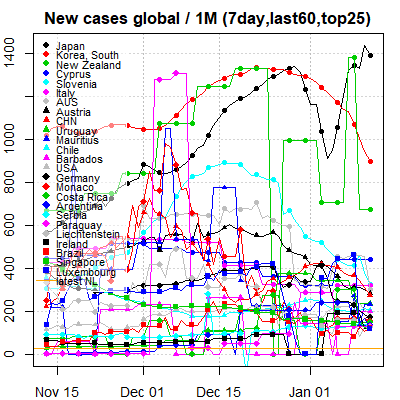 New cases global / 1M (7day,last60,top25)
Japan
Korea, South
New Zealand
Cyprus
Slovenia
Italy
AUS
Austria
CHN
Uruguay
Mauritius
Chile
Barbados
USA
Germany
Monaco
Costa Rica
Argentina
Serbia
Paraguay
Liechtenstein
Ireland
Brazil
Singapore
Luxembourg
latest NL
0
200
400
600
800
1000
1400
Nov 15
Dec 01
Dec 15
Jan 01